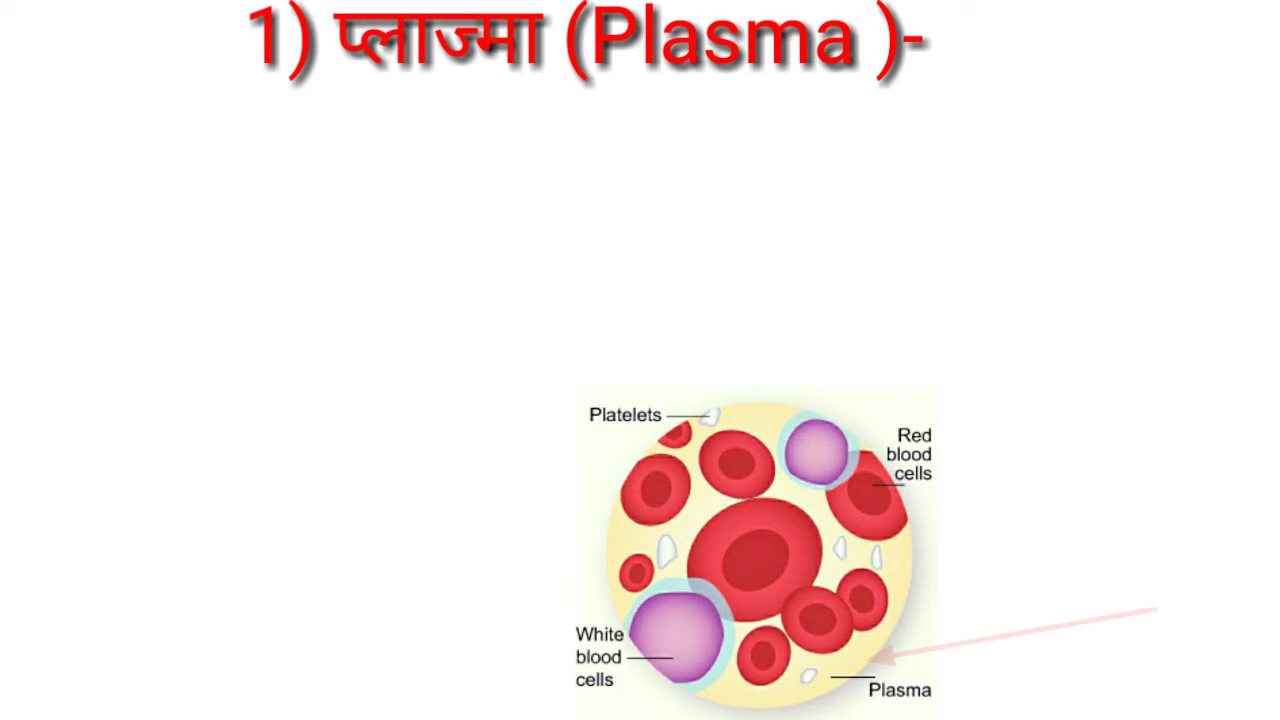 1) प्लाज्मा (Plasma )-
Platelets
Red
blood
cells
White
blood
cells
Plasma